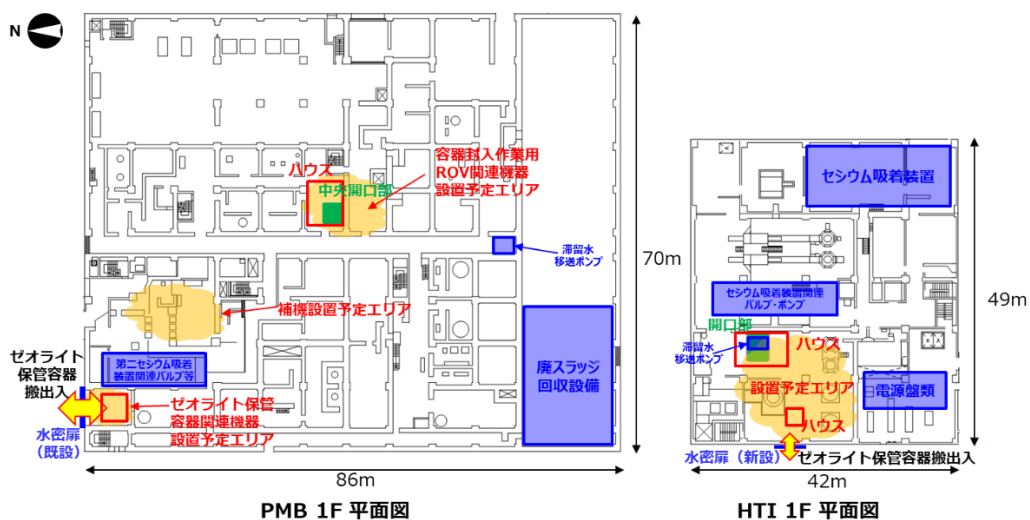 N
ハウス
中央開口部
容器封入作業用
ROV関連機器
設置予定エリア
滞留水
移送ポンプ
70m
補機設置予定エリア
ゼオライト
保管容器
搬出入
第二セシウム吸着
装置関連バルブ等
水密扉
（既設）
ゼオライト保管
容器関連機器
設置予定エリア
廃スラッジ
回収設備
86m
PMB 1F 平面図
セシウム吸着装置
セシウム吸着装置関連
バルブ・ポンプ
開口部
滞留水
移送ポンプ
ハウス
設置予定エリア
電源盤類
ハウス
49m
水密扉（新設）
ゼオライト保管容器搬出入
42m
HTI 1F 平面図